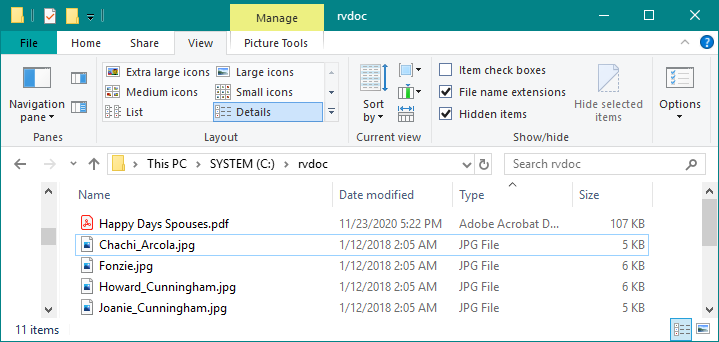 Manage rvdoc
File Home Share View Picture Tools
Navigation pane
Extra large icons Large icons
Medium icons Small icons
List Details
Sort by
Item check boxes
File name extensions
Hidden items
Hide selected items
Options
Panes Layout Current view Show/hide
This PC SYSTEM (C:) rvdoc Search rvdoc
Name Date modified Type Size
Happy Days Spouses.pdf 11/23/2020 5:22 PM Adobe Acrobat D... 107 KB
Chachi_Arcola.jpg 1/12/2018 2:05 AM JPG File 5 KB
Fonzie.jpg 1/12/2018 2:05 AM JPG File 6 KB
Howard_Cunningham.jpg 1/12/2018 2:05 AM JPG File 6 KB
Joanie_Cunningham.jpg 1/12/2018 2:05 AM JPG File 5 KB
11 items